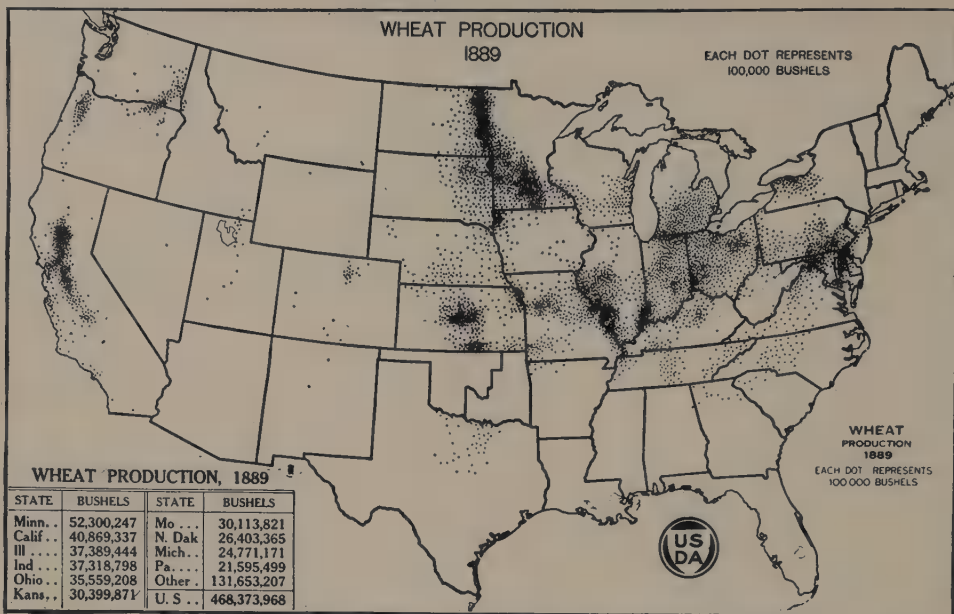 WHEAT PRODUCTION
1889
EACH DOT REPRESENTS
100,000 BUSHELS
WHEAT
PRODUCTION
1889
EACH DOT REPRESENTS
100 000 BUSHELS
US
DA
WHEAT PRODUCTION, 1889
STATE BUSHELS STATE BUSHELS
Minn.. 52,300,247 Mo ... 30,113,821
Calif.. 40,869,337 N. Dak 26,403,365
Ill .... 37,389,444 Mich.. 24,771,171
Ind ... 37,318,798 Pa.... 21,595,499
Ohio.. 35,559,208 Other. 131,653,207
Kans.. 30,399,871 U.S.. 468,373,968